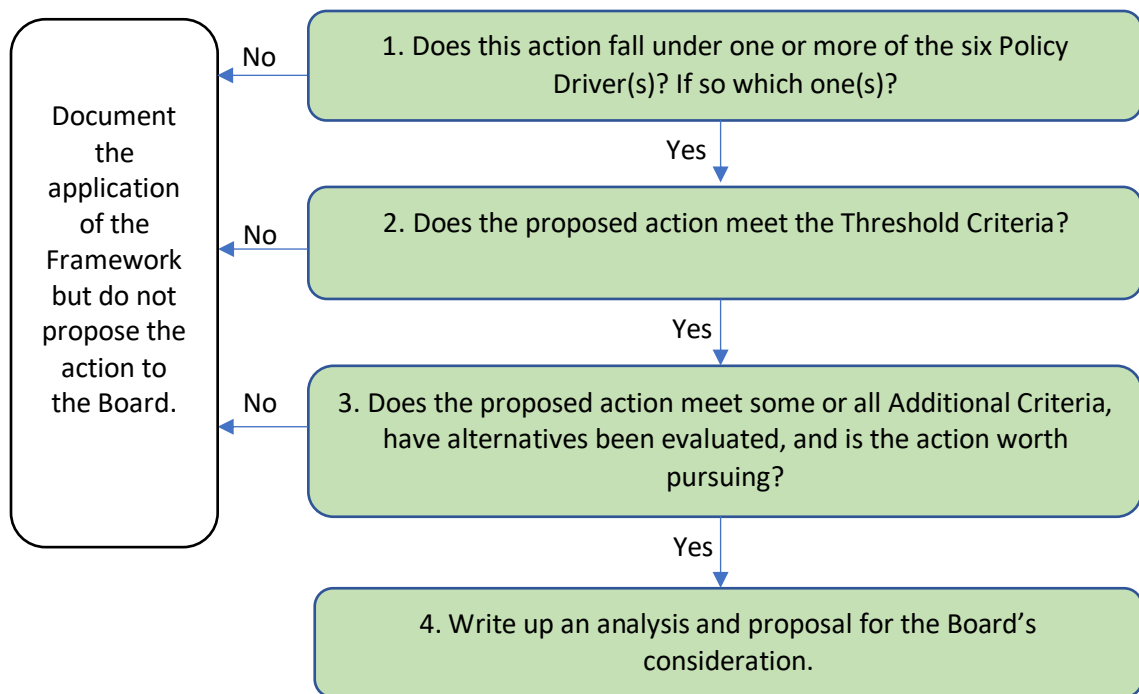 1. Does this action fall under one or more of the six Policy
Driver(s)? If so which one(s)?
No
Yes
Document
the
application
of the
Framework
but do not
propose the
action to
the Board.
2. Does the proposed action meet the Threshold Criteria?
No
Yes
3. Does the proposed action meet some or all Additional Criteria,
have alternatives been evaluated, and is the action worth
pursuing?
No
Yes
4. Write up an analysis and proposal for the Board’s
consideration.